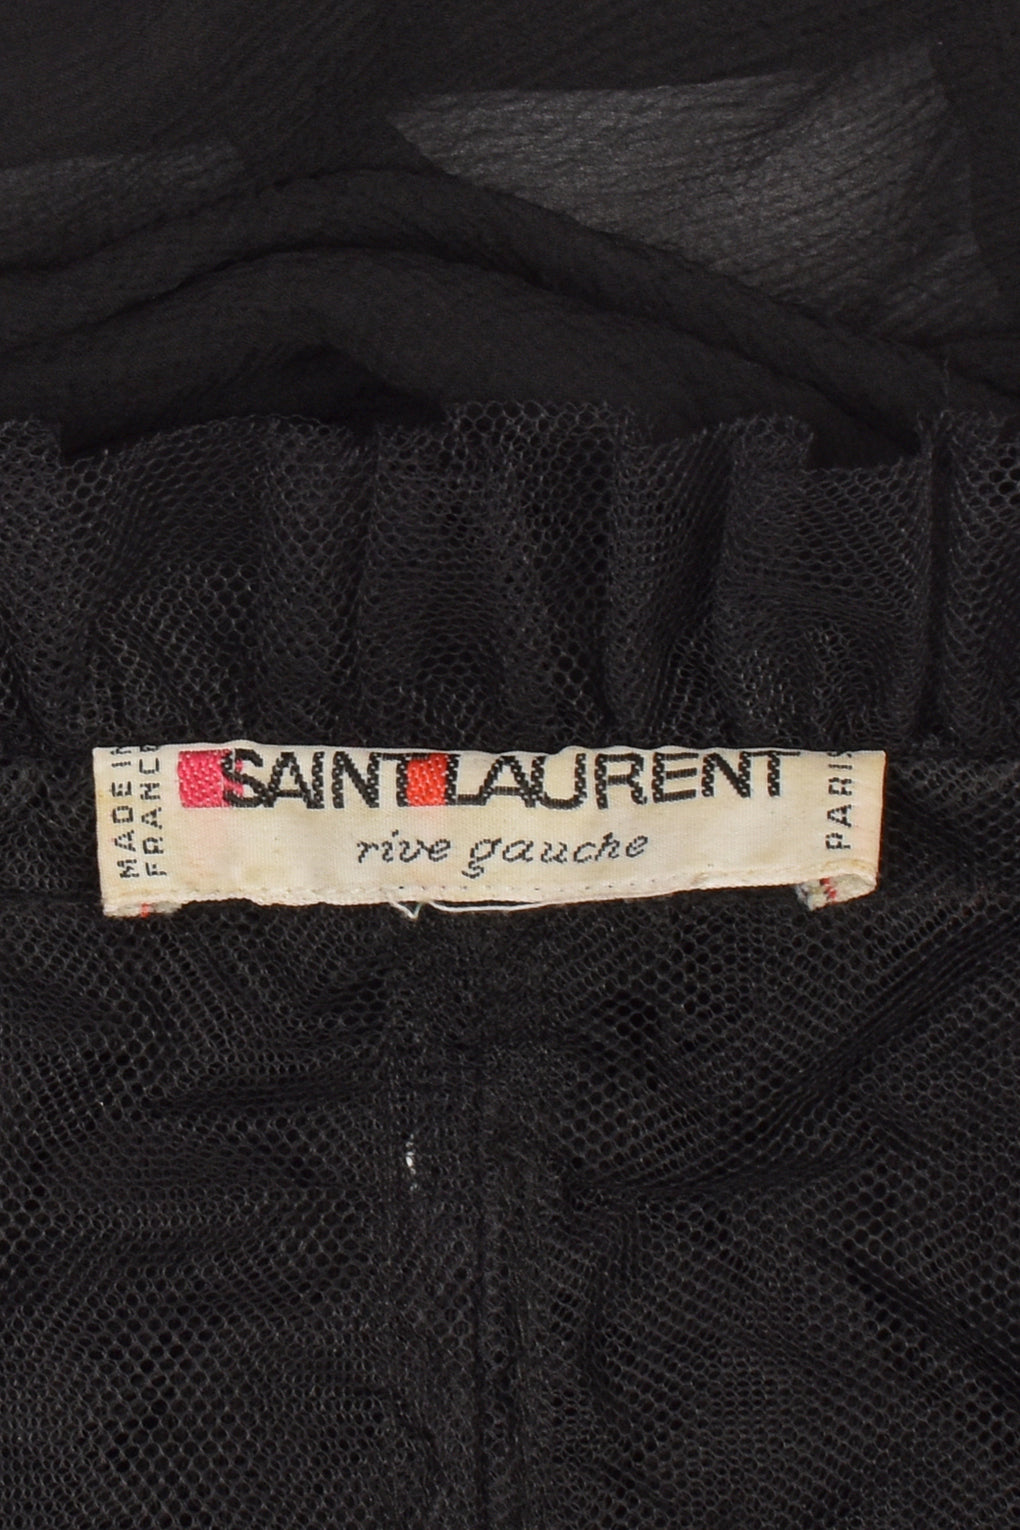 MADE IN
FRANCE
SAINT LAURENT
rive gauche
PARIS